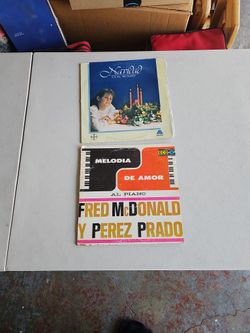 Navidad
MELODIA
DE AMOR
AL PIANO
FRED McDONALD
Y PEREZ PRADO